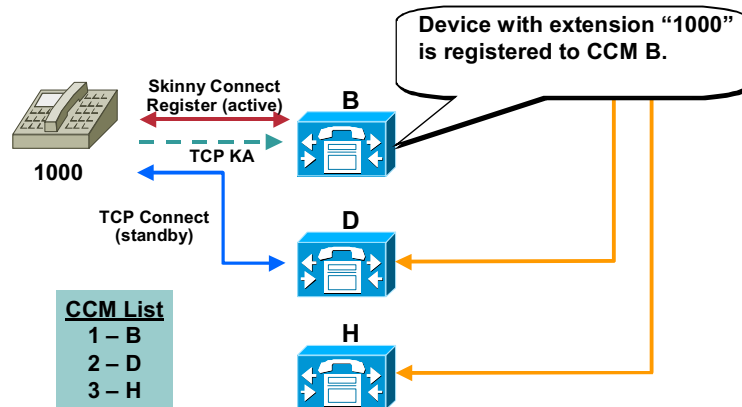 Device with extension “1000”
is registered to CCM B.
Skinny Connect
Register (active)
B
TCP KA
1000
TCP Connect
(standby)
D
CCM List
1 – B
2 – D
3 – H
H